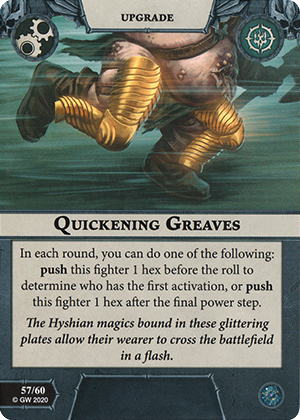 UPGRADE
QUICKENING GREAVES
In each round, you can do one of the following:
push this fighter 1 hex before the roll to
determine who has the first activation, or push
this fighter 1 hex after the final power step.
The Hyshian magics bound in these glittering
plates allow their wearer to cross the battlefield
in a flash.
57/60
© GW 2020